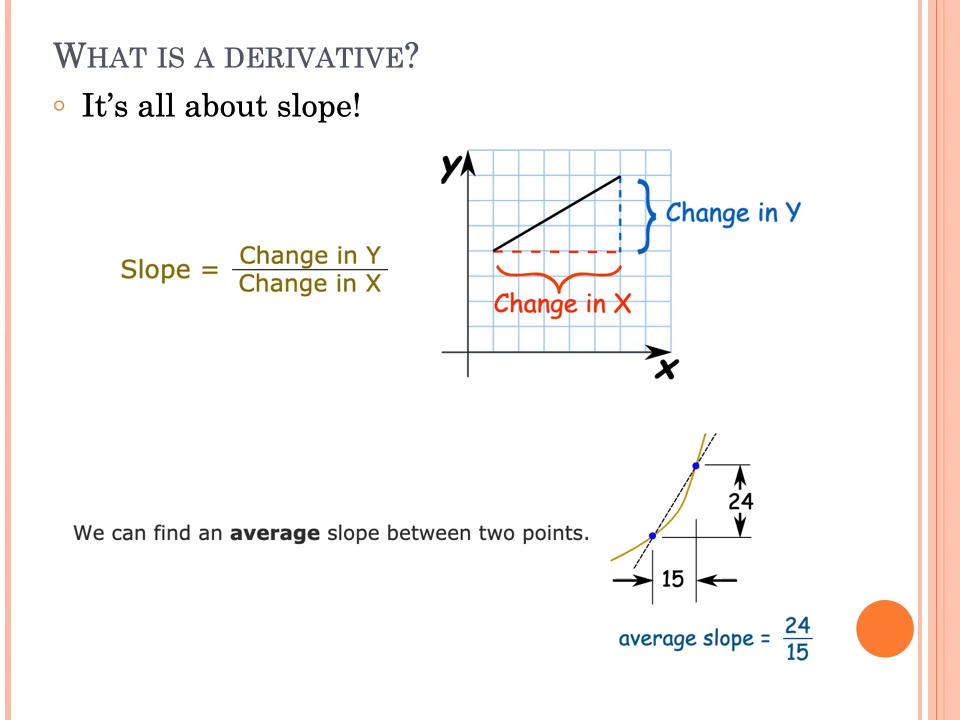 WHAT IS A DERIVATIVE?
It’s all about slope!
Y
Change in Y
Slope = Change in Y
Change in X
Change in X
X
24
We can find an average slope between two points.
15
average slope = 24
15